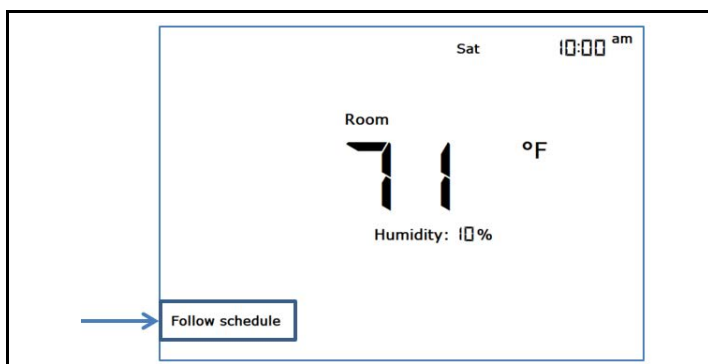 Sat 10:00 am
Room
71 °F
Humidity: 10%
Follow schedule